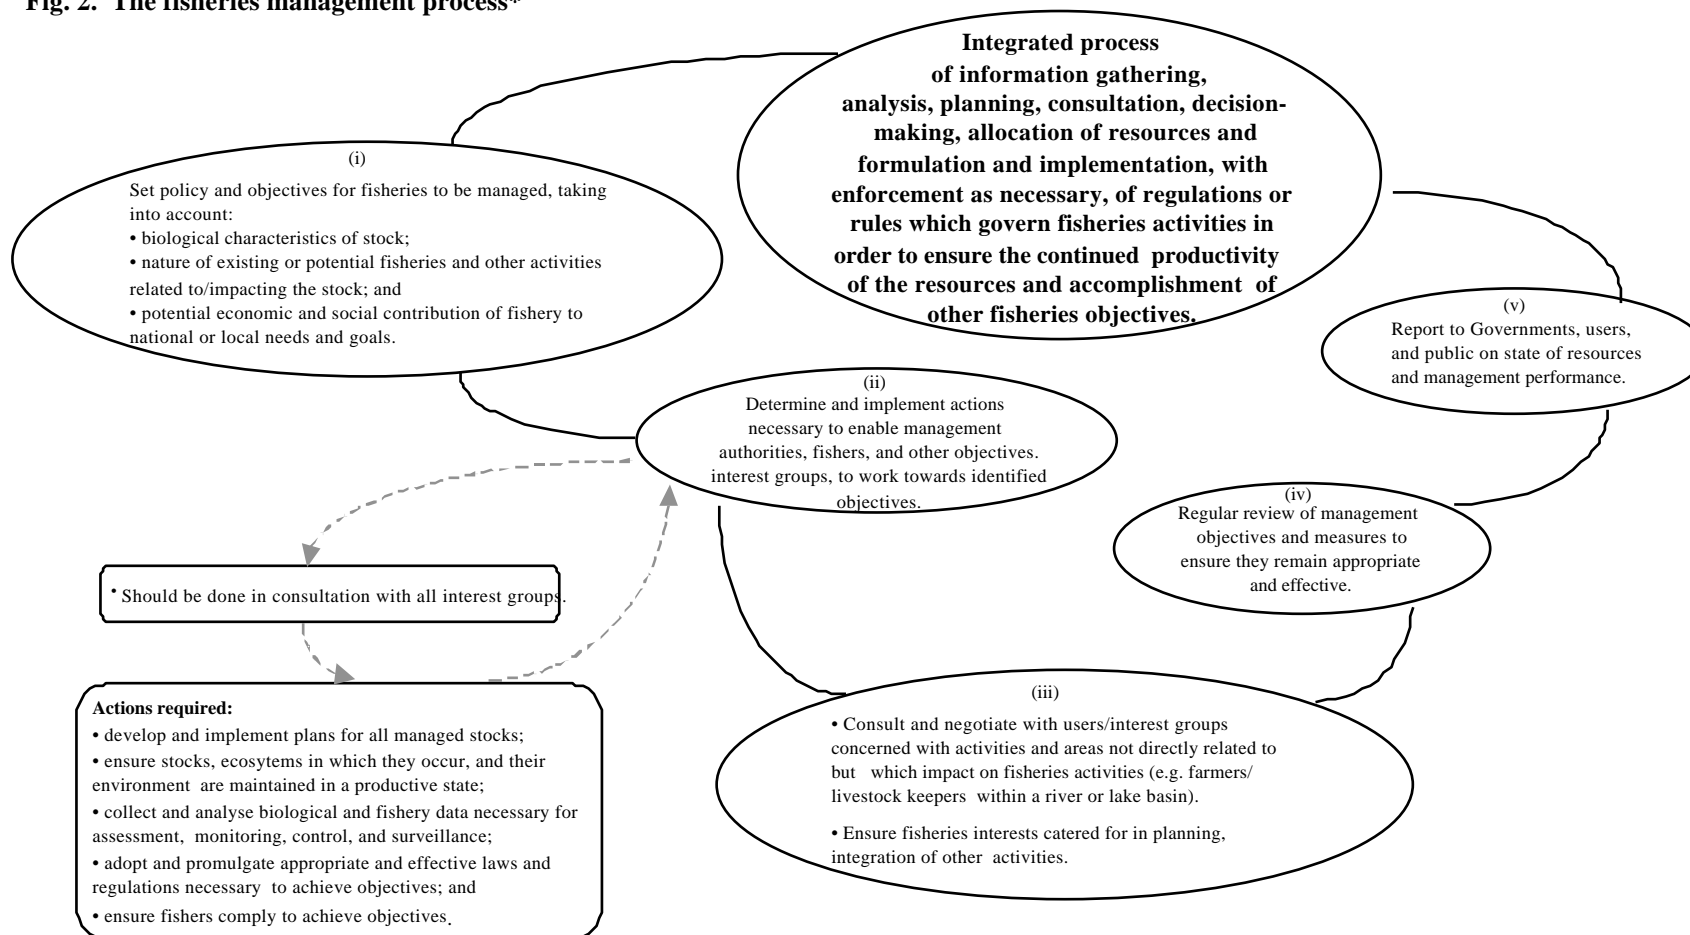 Fig. 2. The fisheries management process*
Integrated process
of information gathering,
analysis, planning, consultation, decision-
making, allocation of resources and
formulation and implementation, with
enforcement as necessary, of regulations or
rules which govern fisheries activities in
order to ensure the continued productivity
of the resources and accomplishment of
other fisheries objectives.
(i)
Set policy and objectives for fisheries to be managed, taking
into account:
• biological characteristics of stock;
• nature of existing or potential fisheries and other activities
related to/impacting the stock; and
• potential economic and social contribution of fishery to
national or local needs and goals.
(ii)
Determine and implement actions
necessary to enable management
authorities, fishers, and other objectives.
interest groups, to work towards identified
objectives.
(v)
Report to Governments, users,
and public on state of resources
and management performance.
(iv)
Regular review of management
objectives and measures to
ensure they remain appropriate
and effective.
• Should be done in consultation with all interest groups.
Actions required:
• develop and implement plans for all managed stocks;
• ensure stocks, ecosytems in which they occur, and their
environment are maintained in a productive state;
• collect and analyse biological and fishery data necessary for
assessment, monitoring, control, and surveillance;
• adopt and promulgate appropriate and effective laws and
regulations necessary to achieve objectives; and
• ensure fishers comply to achieve objectives.
(iii)
• Consult and negotiate with users/interest groups
concerned with activities and areas not directly related to
but which impact on fisheries activities (e.g. farmers/
livestock keepers within a river or lake basin).
• Ensure fisheries interests catered for in planning,
integration of other activities.